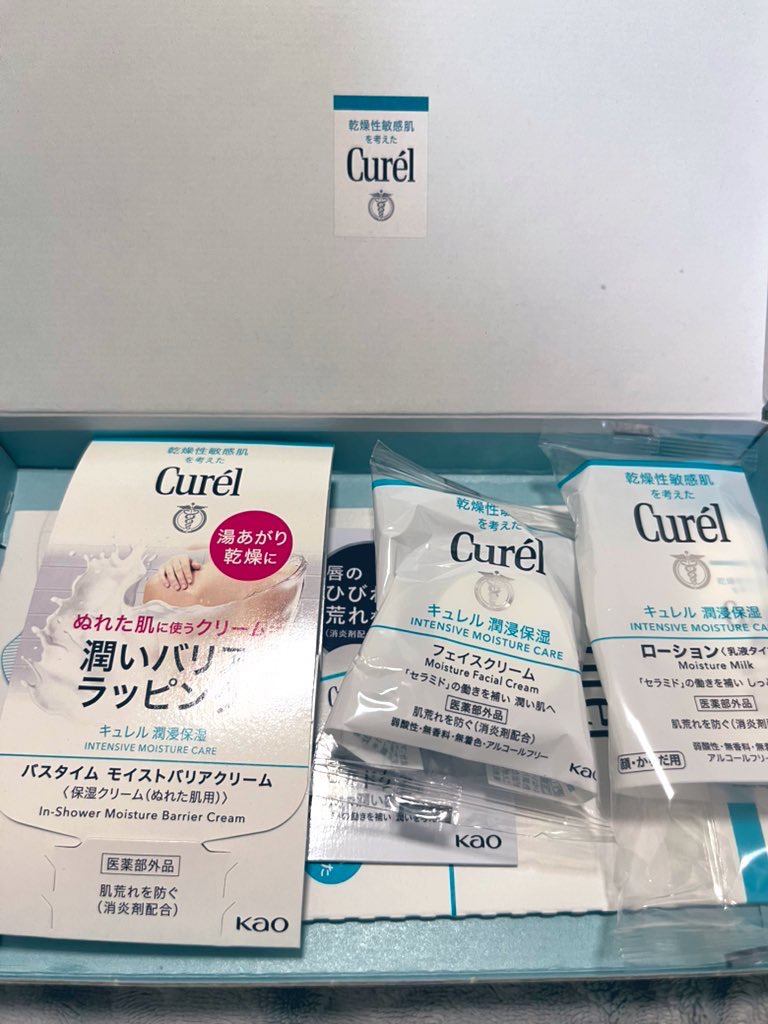 乾燥性敏感肌
を考えた
Curél
乾燥性敏感肌
を考えた
Curél
湯あがり
乾燥に
ぬれた肌に使うクリーム
潤いバリ
ラッピン
キュレル 潤浸保湿
INTENSIVE MOISTURE CARE
バスタイム モイストバリアクリーム
〈保湿クリーム(ぬれた肌用)〉
In-Shower Moisture Barrier Cream
医薬部外品
肌荒れを防ぐ
(消炎剤配合)
Kao
唇の
ひび
荒れ
(消炎剤配
の働きを補い
Kao
乾燥性
を考えた
Curél
キュレル 潤浸保湿
INTENSIVE MOISTURE CARE
フェイスクリーム
Moisture Facial Cream
「セラミド」の働きを補い 潤い肌へ
医薬部外品
肌荒れを防ぐ(消炎剤配合)
弱酸性・無香料・無着色・アルコールフリー
Ka
乾燥性敏感肌
を考えた
Curél
キュレル 潤浸保湿
INTENSIVE MOISTURE CA
ローション〈乳液タイ
Moisture Milk
「セラミド」の働きを補い しっ
医薬部外品
肌荒れを防ぐ(消炎剤
弱酸性・無香料・無着
アルコールフリー
顔・からだ用